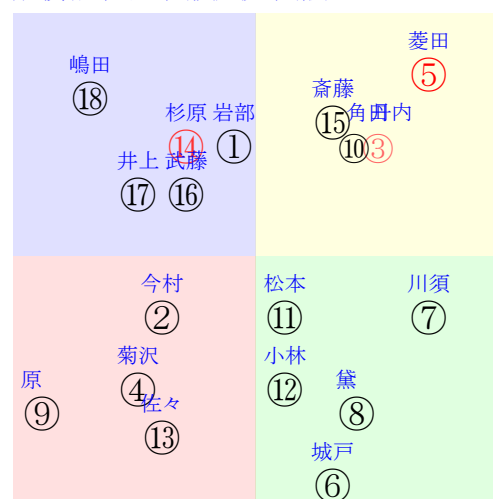 菱田
⑤
嶋田
⑱
斎藤
⑮
杉原
⑭
岩部
①
角田
⑩
丹内
③
井上
⑰
武藤
⑯
今村
②
松本
⑪
川須
⑦
菊沢
④
小林
⑫
原
⑨
佐々
⑬
黛
⑧
城戸
⑥